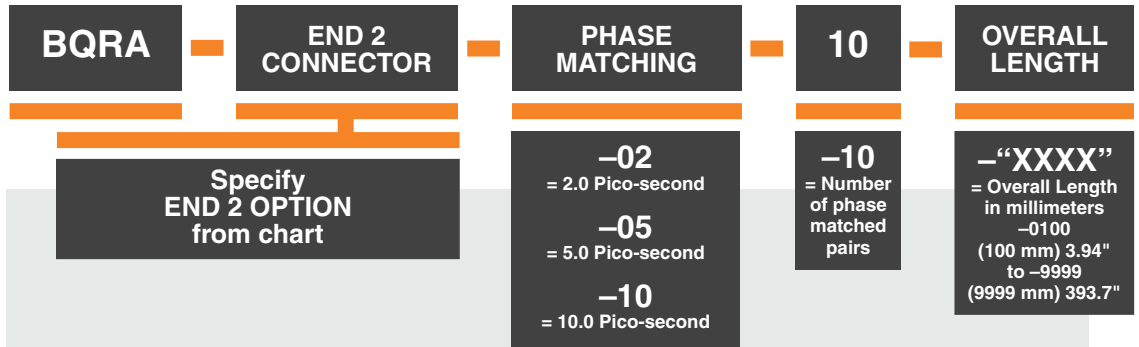 BQRA
END 2
CONNECTOR
PHASE
MATCHING
10
OVERALL
LENGTH
Specify
END 2 OPTION
from chart
–02
= 2.0 Pico-second
–05
= 5.0 Pico-second
–10
= 10.0 Pico-second
–10
= Number
of phase
matched
pairs
–“XXXX”
= Overall Length
in millimeters
–0100
(100 mm) 3.94"
to –9999
(9999 mm) 393.7"